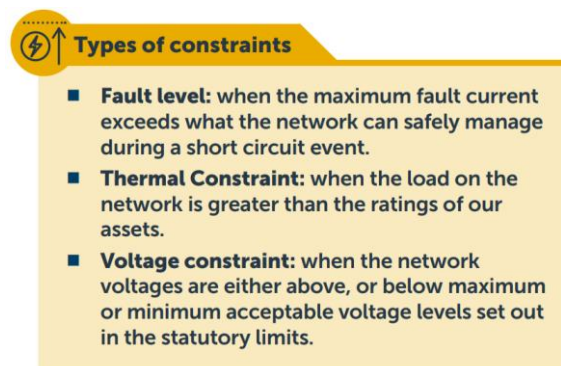 Types of constraints
■ Fault level: when the maximum fault current
exceeds what the network can safely manage
during a short circuit event.
■ Thermal Constraint: when the load on the
network is greater than the ratings of our
assets.
■ Voltage constraint: when the network
voltages are either above, or below maximum
or minimum acceptable voltage levels set out
in the statutory limits.